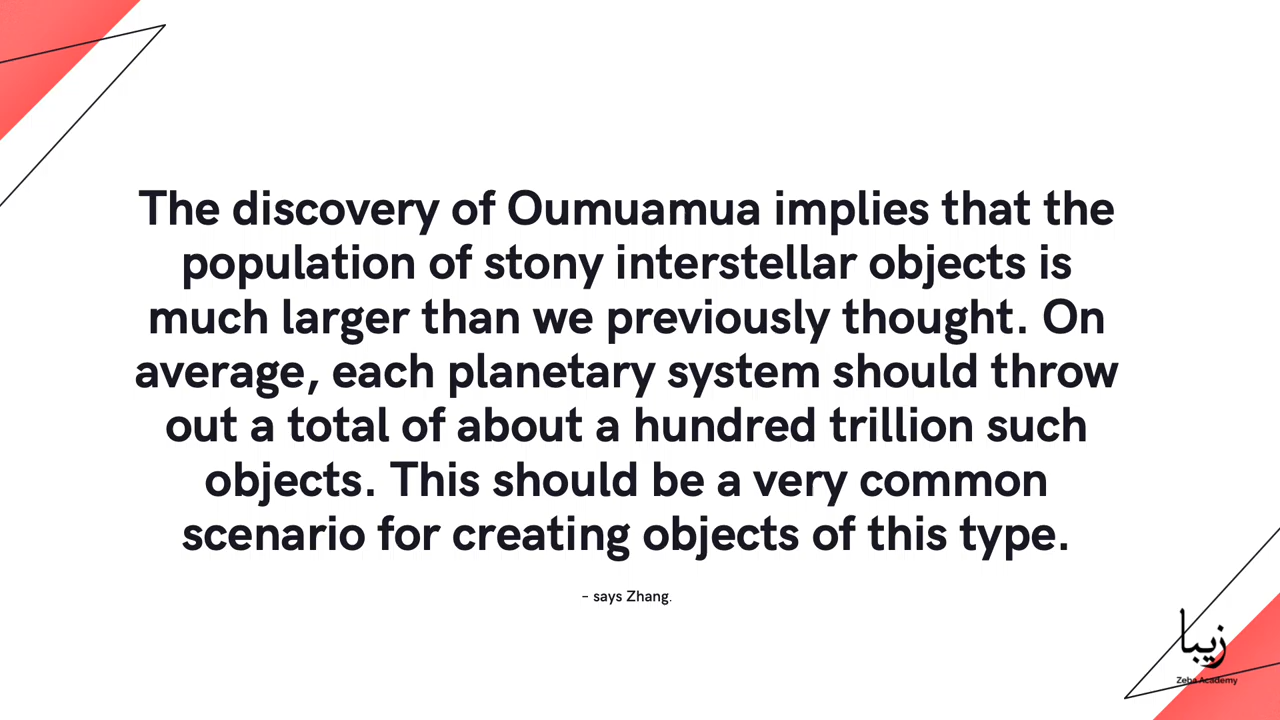 The discovery of Oumuamua implies that the
population of stony interstellar objects is
much larger than we previously thought. On
average, each planetary system should throw
out a total of about a hundred trillion such
objects. This should be a very common
scenario for creating objects of this type.
– says Zhang.
زيبا
Zeba Academy